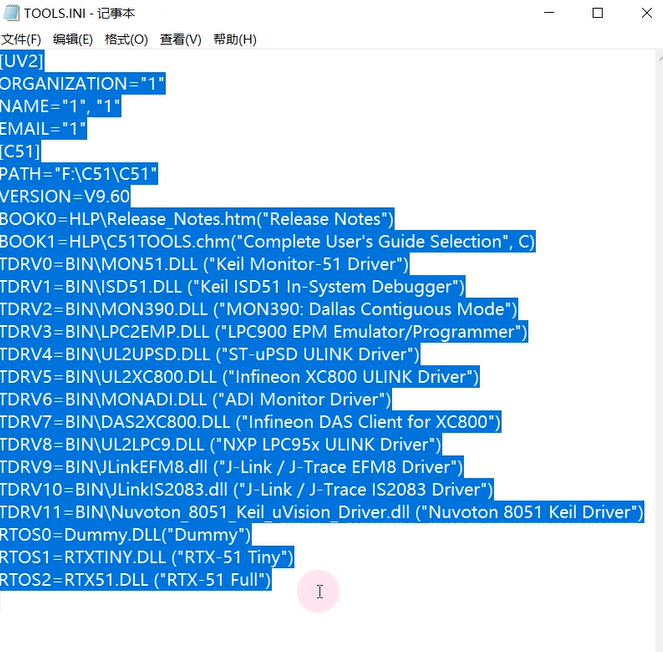 TOOLS.INI - 记事本
文件(F) 编辑(E) 格式(O) 查看(V) 帮助(H)
[UV2]
ORGANIZATION="1"
NAME="1", "1"
EMAIL="1"
[C51]
PATH="F:\C51\C51"
VERSION=V9.60
BOOK0=HLP\Release_Notes.htm("Release Notes")
BOOK1=HLP\C51TOOLS.chm("Complete User's Guide Selection", C)
TDRV0=BIN\MON51.DLL ("Keil Monitor-51 Driver")
TDRV1=BIN\ISD51.DLL ("Keil ISD51 In-System Debugger")
TDRV2=BIN\MON390.DLL ("MON390: Dallas Contiguous Mode")
TDRV3=BIN\LPC2EMP.DLL ("LPC900 EPM Emulator/Programmer")
TDRV4=BIN\UL2UPSD.DLL ("ST-uPSD ULINK Driver")
TDRV5=BIN\UL2XC800.DLL ("Infineon XC800 ULINK Driver")
TDRV6=BIN\MONADI.DLL ("ADI Monitor Driver")
TDRV7=BIN\DAS2XC800.DLL ("Infineon DAS Client for XC800")
TDRV8=BIN\UL2LPC9.DLL ("NXP LPC95x ULINK Driver")
TDRV9=BIN\JLinkEFM8.dll ("J-Link / J-Trace EFM8 Driver")
TDRV10=BIN\JLinkIS2083.dll ("J-Link / J-Trace IS2083 Driver")
TDRV11=BIN\Nuvoton_8051_Keil_uVision_Driver.dll ("Nuvoton 8051 Keil Driver")
RTOS0=Dummy.DLL("Dummy")
RTOS1=RTXTINY.DLL ("RTX-51 Tiny")
RTOS2=RTX51.DLL ("RTX-51 Full")